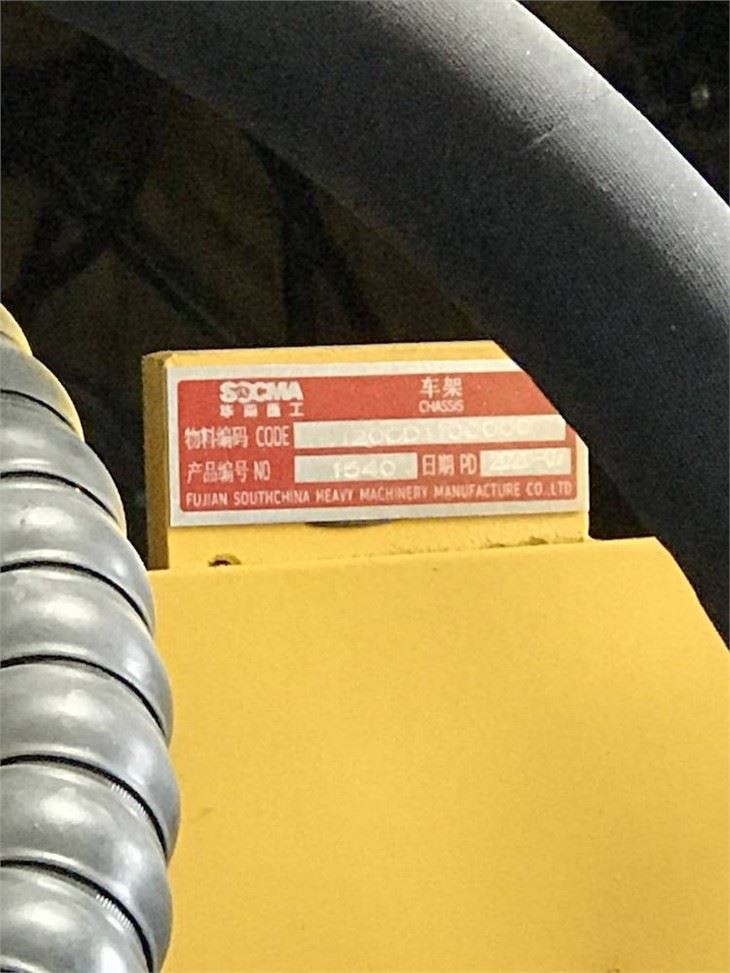 SOCMA
华南重工
车架
CHASSIS
物料编码 CODE
产品编号 NO 1640 日期 PD
FUJIAN SOUTHCHINA HEAVY MACHINERY MANUFACTURE CO.,LTD